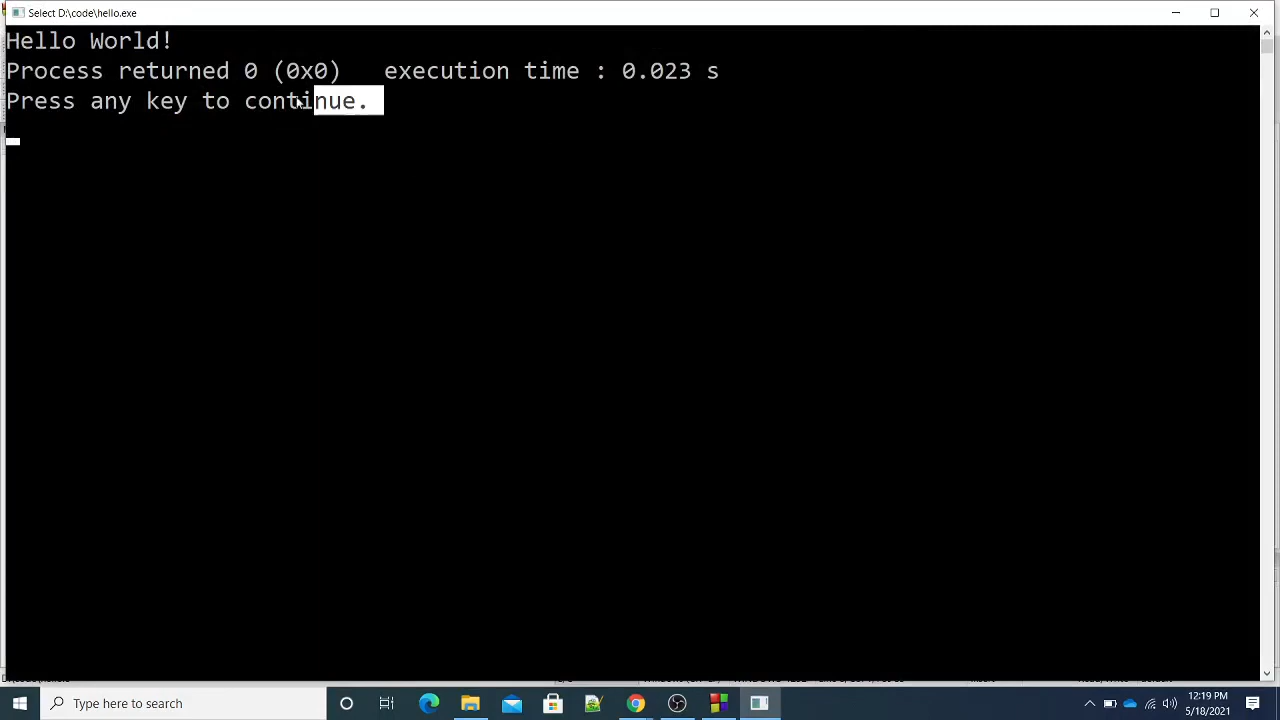 Select D:\code\hello.exe
Hello World!
Process returned 0 (0x0)   execution time : 0.023 s
Press any key to continue.
Type here to search
12:19 PM
5/18/2021